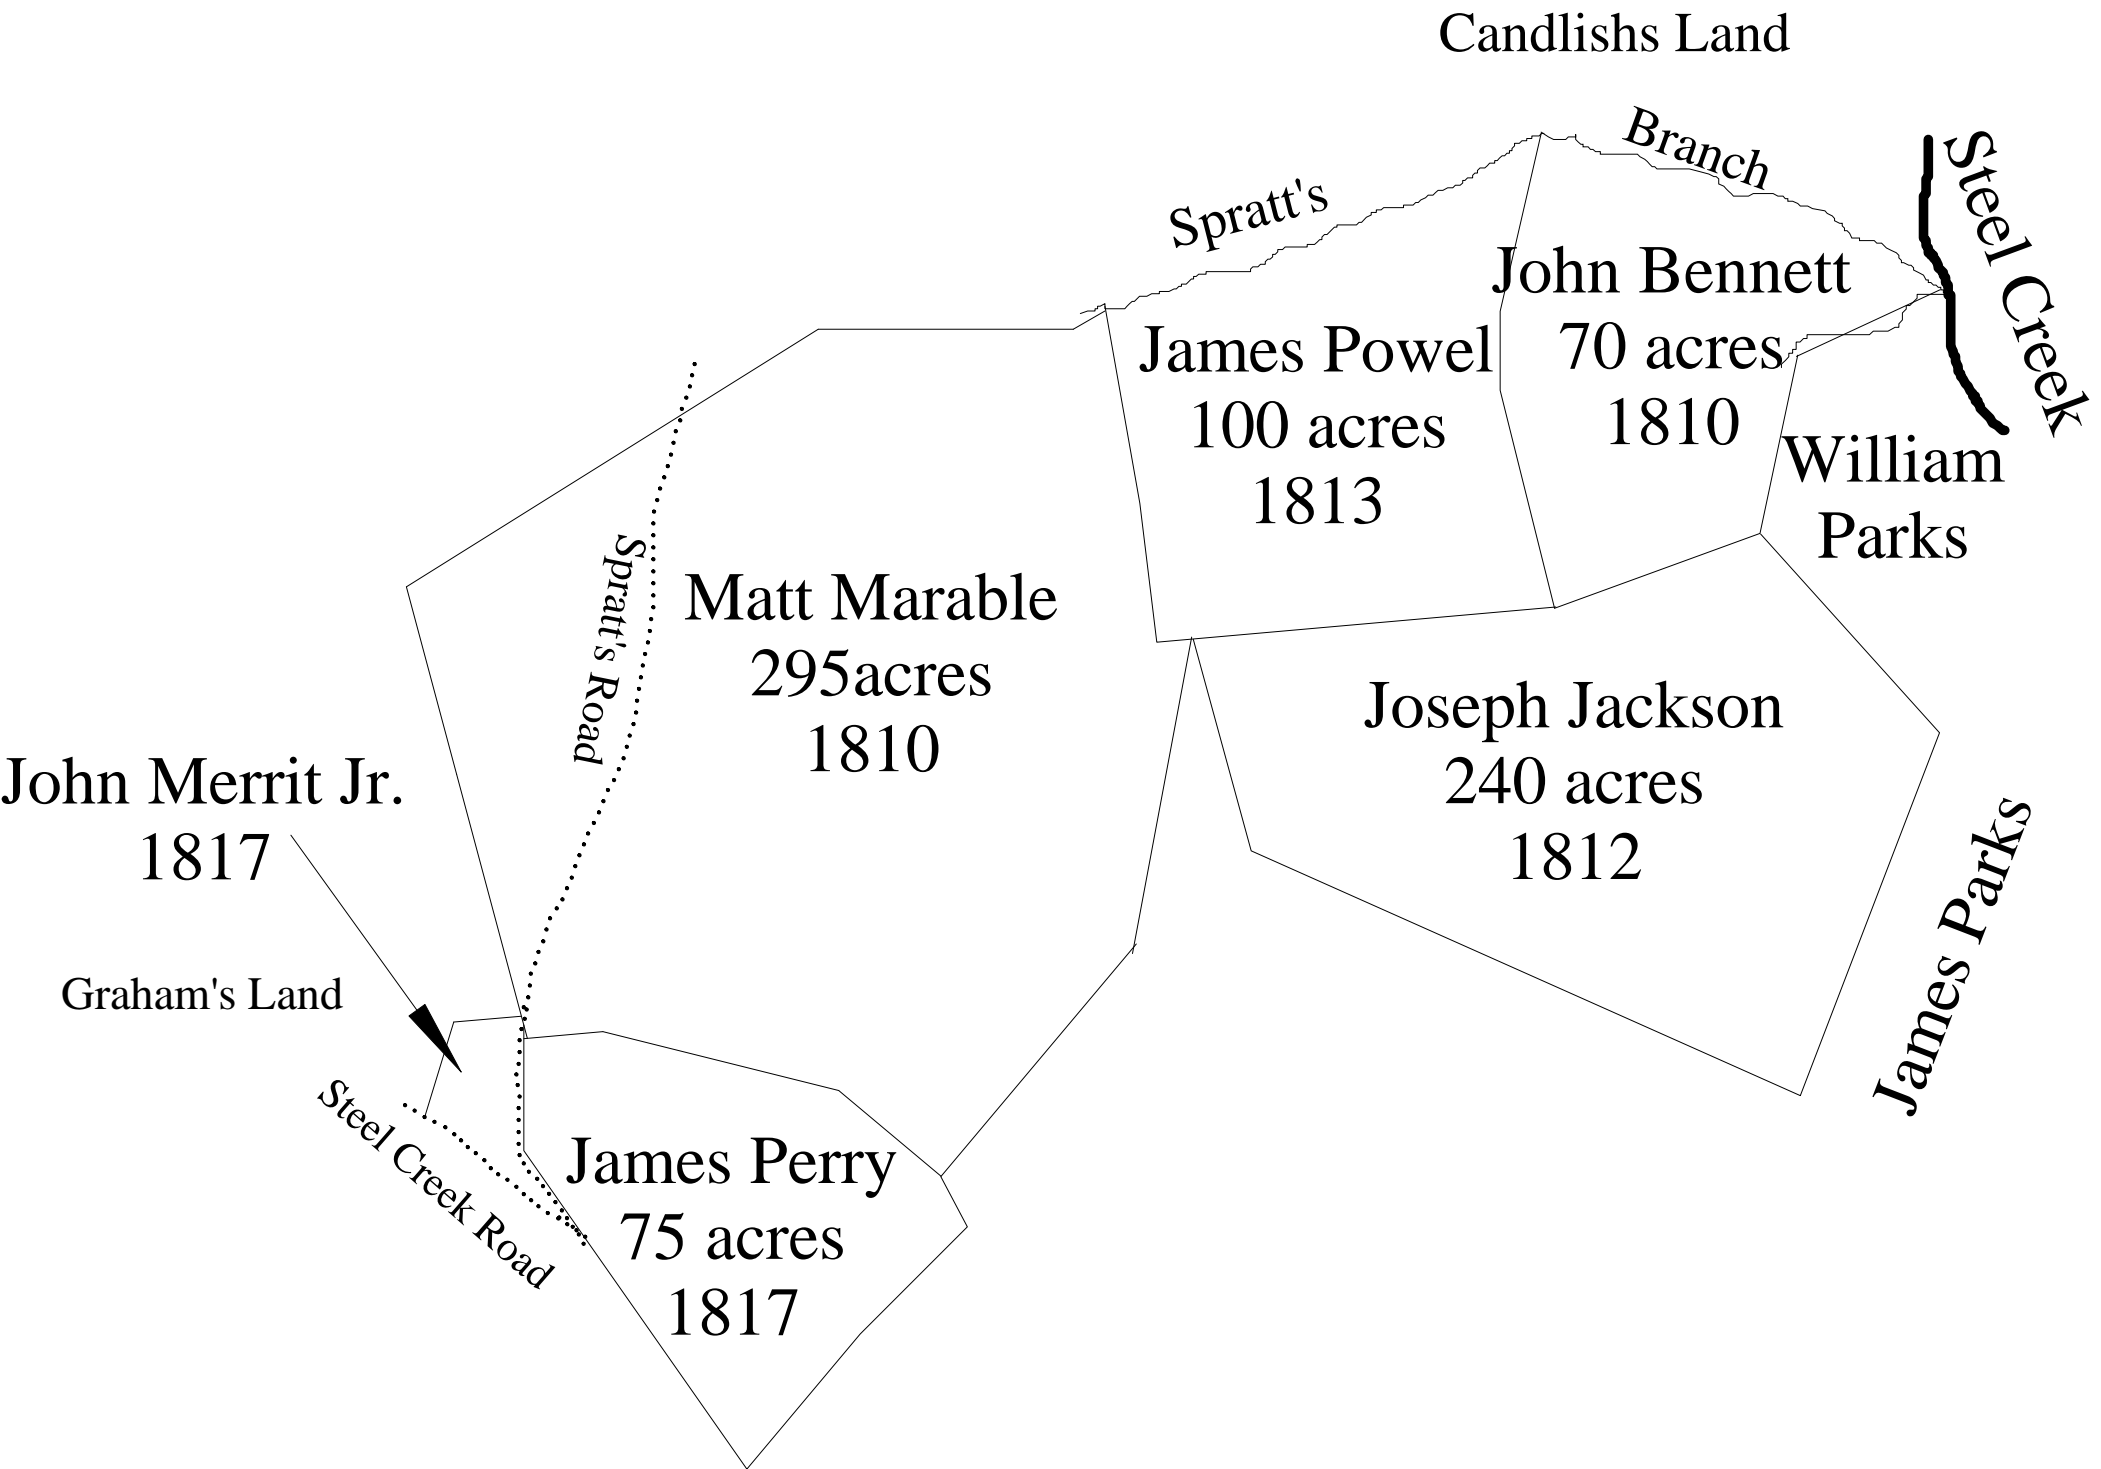 Candlishs Land
Spratt's
Branch
Steel Creek
John Bennett
70 acres
1810
James Powel
100 acres
1813
William
Parks
Spratt's Road
Matt Marable
295acres
1810
Joseph Jackson
240 acres
1812
John Merrit Jr.
1817
James Parks
Graham's Land
Steel Creek Road
James Perry
75 acres
1817